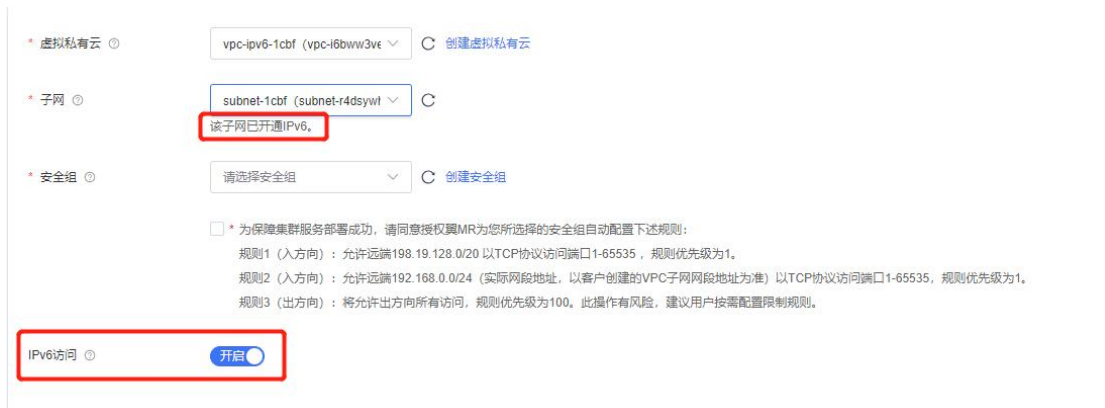 * 虚拟私有云
vpc-ipv6-1cbf（vpc-i6bww3ve
创建虚拟私有云
* 子网
subnet-1cbf（subnet-r4dsywh
该子网已开通IPv6。
* 安全组
请选择安全组
创建安全组
* 为保障集群服务部署成功，请同意授权翼MR为您所选择的安全组自动配置下述规则：
规则1（入方向）：允许远端198.19.128.0/20 以TCP协议访问端口1-65535 ，规则优先级为1。
规则2（入方向）：允许远端192.168.0.0/24（实际网段地址，以客户创建的VPC子网网段地址为准）以TCP协议访问端口1-65535，规则优先级为1。
规则3（出方向）：将允许出方向所有访问，规则优先级为100。此操作有风险，建议用户按需配置限制规则。
IPv6访问
开启